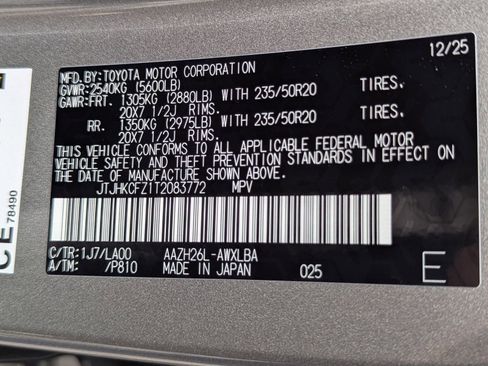 12/25
MFD.BY:TOYOTA MOTOR CORPORATION
GVWR:2540KG (5600LB)
GAWR:FRT. 1305KG (2880LB) WITH 235/50R20 TIRES.
20X7 1/2J RIMS.
RR. 1350KG (2975LB) WITH 235/50R20 TIRES.
20X7 1/2J RIMS.
THIS VEHICLE CONFORMS TO ALL APPLICABLE FEDERAL MOTOR
VEHICLE SAFETY AND THEFT PREVENTION STANDARDS IN EFFECT ON
THE DATE OF MANUFACTURE SHOWN ABOVE.
JTJHKCFZ1T2083772 MPV
C/TR:1J7/LA00 AAZH26L-AWXLBA
A/TM: /P810 MADE IN JAPAN 025 E
CE 78490